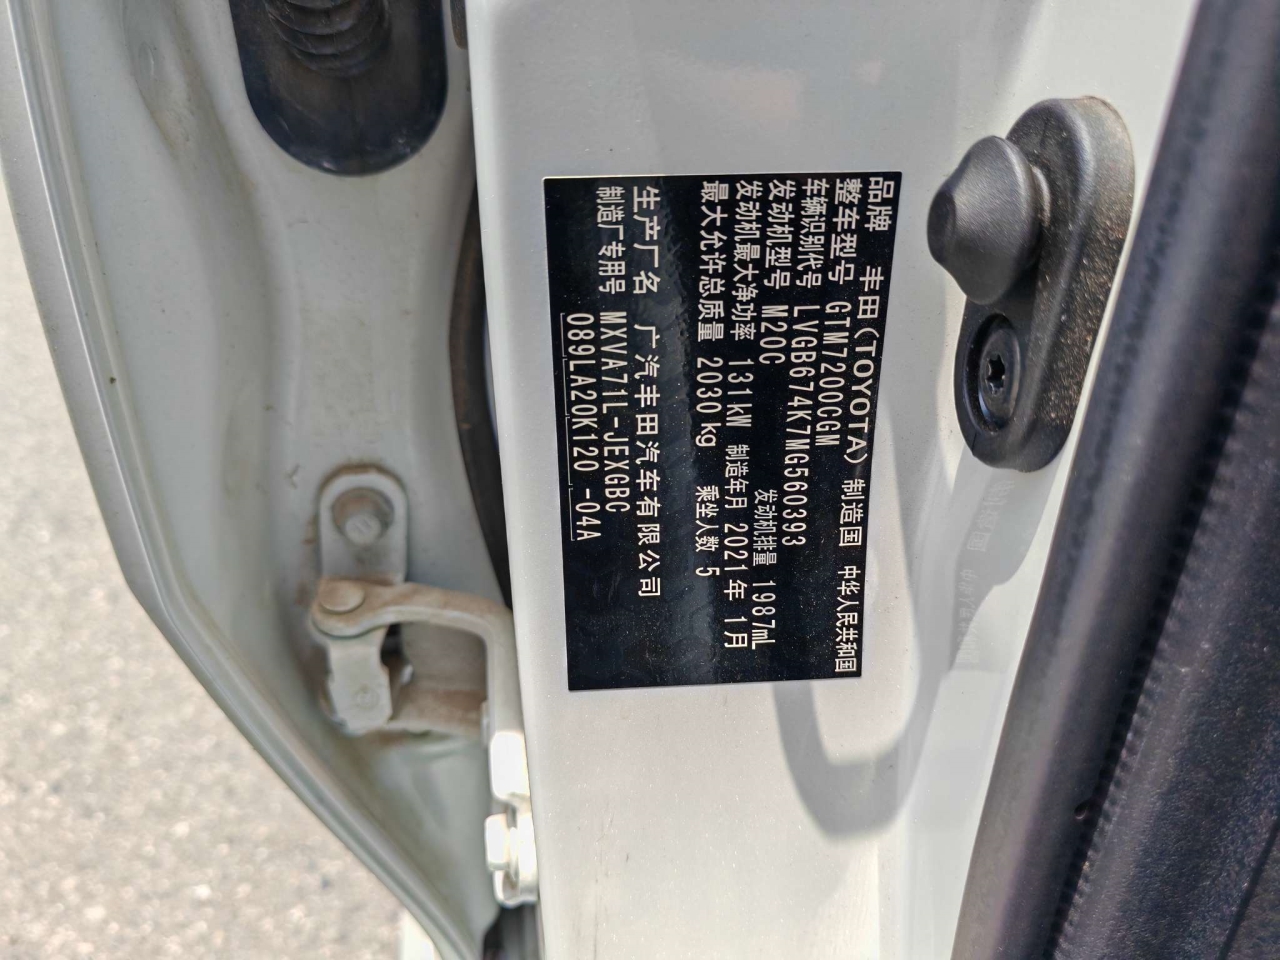 品牌 丰田(TOYOTA) 制造国 中华人民共和国
整车型号 GTM7200CGM
车辆识别代号 LVGB674K7MG560393
发动机型号 M20C 发动机排量 1987mL
发动机最大净功率 131kW 制造年月 2021年1月
最大允许总质量 2030kg 乘坐人数 5
生产厂名 广汽丰田汽车有限公司
制造厂专用号 MXVA71L-JEXGBC
089LA20K120 -04A